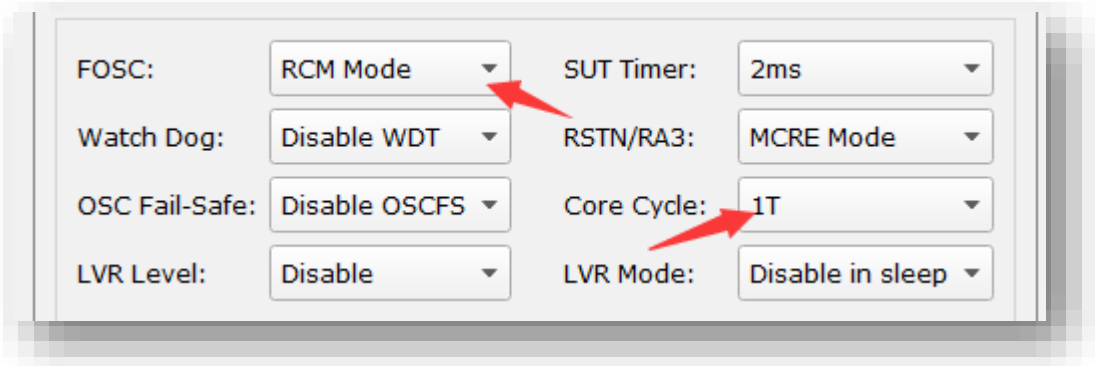 FOSC: RCM Mode SUT Timer: 2ms
Watch Dog: Disable WDT RSTN/RA3: MCRE Mode
OSC Fail-Safe: Disable OSCFS Core Cycle: 1T
LVR Level: Disable LVR Mode: Disable in sleep